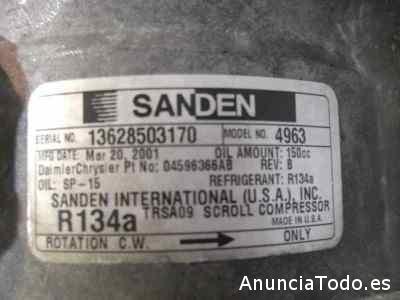 SANDEN
SERIAL NO. 13628503170 MODEL NO. 4963
MFG DATE: Mar 20, 2001 OIL AMOUNT: 150cc
DaimlerChrysler Pt No: 04596366AB REV: B
OIL: SP-15 REFRIGERANT: R134a
SANDEN INTERNATIONAL (U.S.A.), INC.
R134a TRSA09 SCROLL COMPRESSOR
MADE IN U.S.A.
ROTATION C.W. ONLY
AnunciaTodo.es